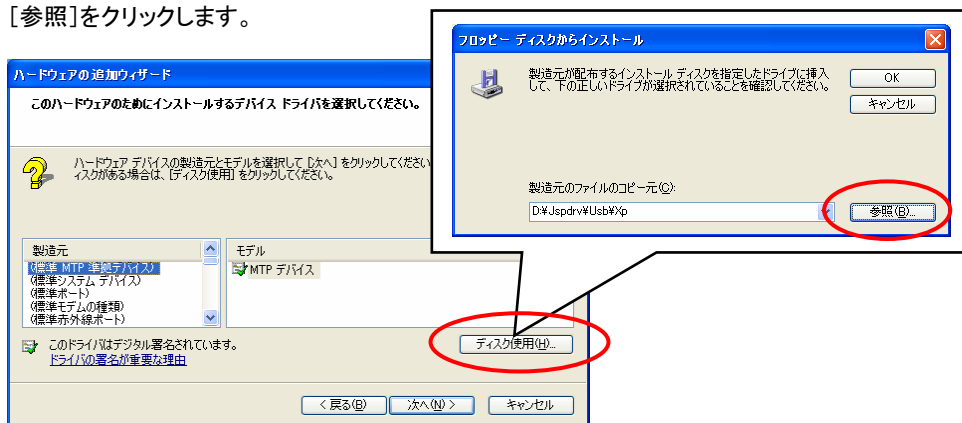 [参照]をクリックします。
フロッピー ディスクからインストール
製造元が配布するインストール ディスクを指定したドライブに挿入
して、下の正しいドライブが選択されていることを確認してください。
OK
キャンセル
製造元のファイルのコピー元(C):
D:¥Jspdrv¥Usb¥Xp
参照(B)...
ハードウェアの追加ウィザード
このハードウェアのためにインストールするデバイス ドライバを選択してください。
ハードウェア デバイスの製造元とモデルを選択して [次へ] をクリックしてください
ィスクがある場合は、[ディスク使用] をクリックしてください。
製造元
(標準 MTP 準拠デバイス)
(標準システム デバイス)
(標準ポート)
(標準モデムの種類)
(標準赤外線ポート)
モデル
MTP デバイス
このドライバはデジタル署名されています。
ドライバの署名が重要な理由
ディスク使用(H)...
< 戻る(B)
次へ(N) >
キャンセル